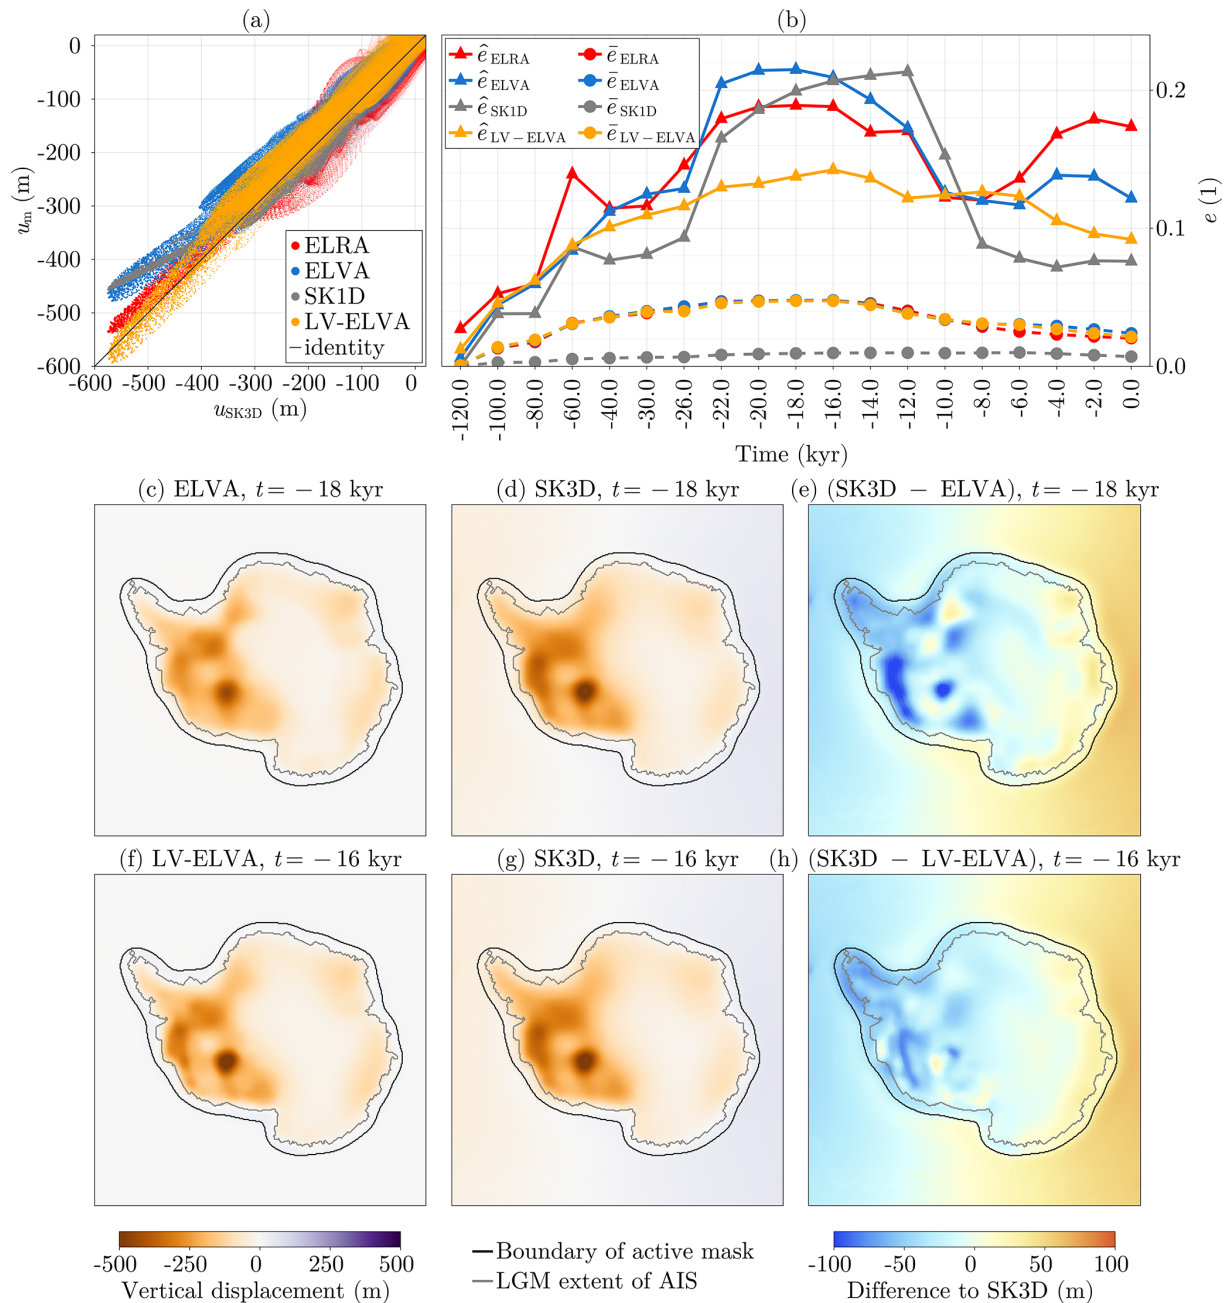 (a)
0
-100
-200
-300
-400
-500
-600
u_m (m)
ELRA
ELVA
SK1D
LV-ELVA
identity
-600 -500 -400 -300 -200 -100 0
u_SK3D (m)
(b)
ê_ELRA ē_ELRA
ê_ELVA ē_ELVA
ê_SK1D ē_SK1D
ê_LV−ELVA ē_LV−ELVA
0.2
0.1
0.0
e (1)
-120.0 -100.0 -80.0 -60.0 -40.0 -30.0 -26.0 -22.0 -20.0 -18.0 -16.0 -14.0 -12.0 -10.0 -8.0 -6.0 -4.0 -2.0 0.0
Time (kyr)
(c) ELVA, t = − 18 kyr
(d) SK3D, t = − 18 kyr
(e) (SK3D − ELVA), t = − 18 kyr
(f) LV-ELVA, t = − 16 kyr
(g) SK3D, t = − 16 kyr
(h) (SK3D − LV-ELVA), t = − 16 kyr
-500 -250 0 250 500
Vertical displacement (m)
Boundary of active mask
LGM extent of AIS
-100 -50 0 50 100
Difference to SK3D (m)